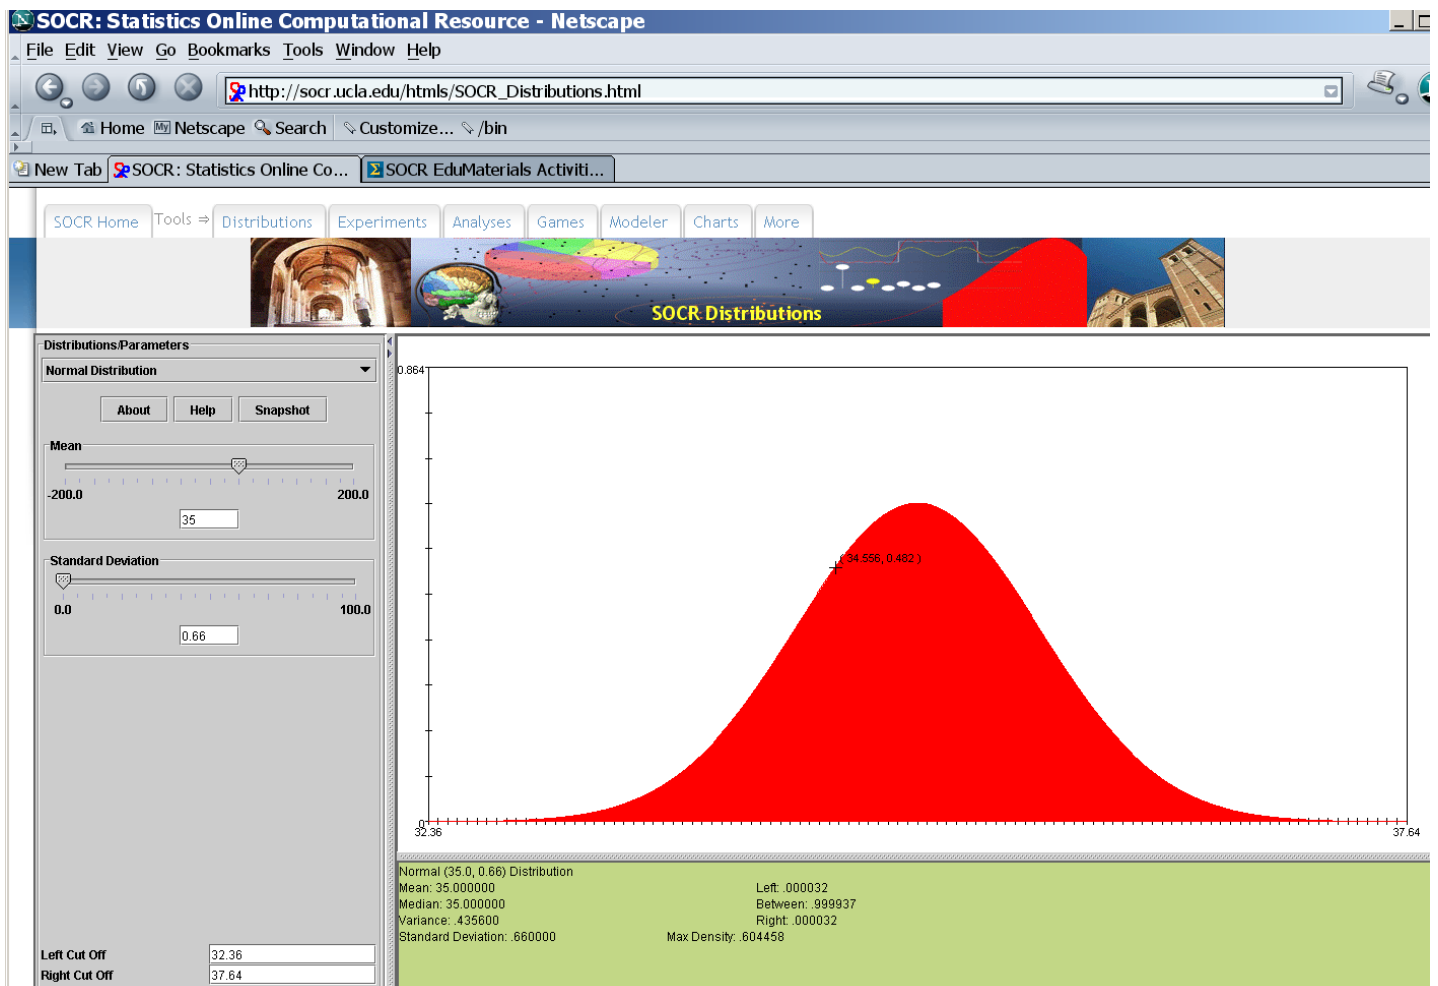 SOCR: Statistics Online Computational Resource - Netscape
File Edit View Go Bookmarks Tools Window Help
http://socr.ucla.edu/htmls/SOCR_Distributions.html
Home Netscape Search Customize... /bin
New Tab SOCR: Statistics Online Co... SOCR EduMaterials Activiti...
SOCR Home Tools ⇒ Distributions Experiments Analyses Games Modeler Charts More
SOCR Distributions
Distributions/Parameters
Normal Distribution
About Help Snapshot
Mean
-200.0 200.0
35
Standard Deviation
0.0 100.0
0.66
Left Cut Off 32.36
Right Cut Off 37.64
0.864
( 34.556, 0.482 )
0
32.36 37.64
Normal (35.0, 0.66) Distribution
Mean: 35.000000 Left: .000032
Median: 35.000000 Between: .999937
Variance: .435600 Right: .000032
Standard Deviation: .660000 Max Density: .604458